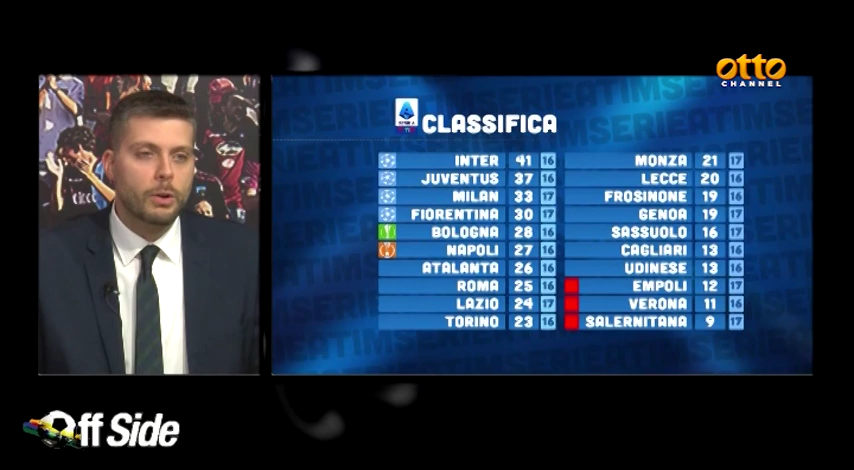 otto
CHANNEL
CLASSIFICA
INTER 41 16
JUVENTUS 37 16
MILAN 33 17
FIORENTINA 30 17
BOLOGNA 28 16
NAPOLI 27 16
ATALANTA 26 16
ROMA 25 16
LAZIO 24 17
TORINO 23 16
MONZA 21 17
LECCE 20 16
FROSINONE 19 16
GENOA 19 17
SASSUOLO 16 17
CAGLIARI 13 16
UDINESE 13 16
EMPOLI 12 17
VERONA 11 16
SALERNITANA 9 17
Off Side